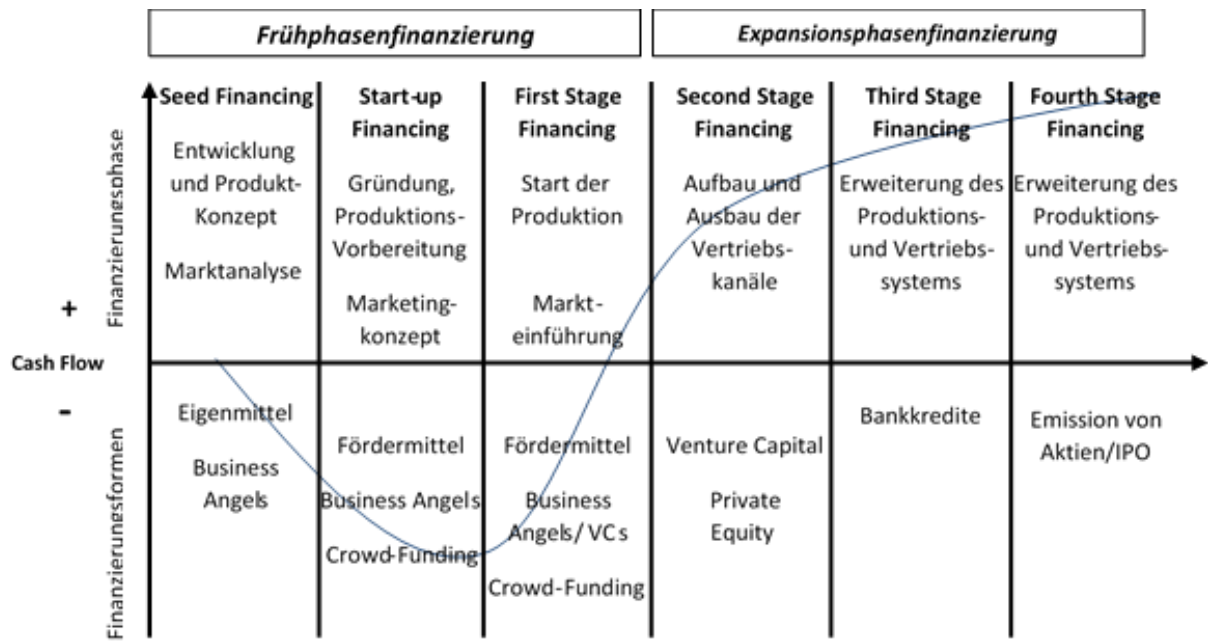 Frühphasenfinanzierung
Expansionsphasenfinanzierung
Finanzierungsphase
Seed Financing
Entwicklung
und Produkt-
Konzept
Marktanalyse
Start-up
Financing
Gründung,
Produktions-
Vorbereitung
Marketing-
konzept
First Stage
Financing
Start der
Produktion
Markt-
einführung
Second Stage
Financing
Aufbau und
Ausbau der
Vertriebs-
kanäle
Third Stage
Financing
Erweiterung des
Produktions-
und Vertriebs-
systems
Fourth Stage
Financing
Erweiterung des
Produktions-
und Vertriebs-
systems
+
Cash Flow
-
Finanzierungsformen
Eigenmittel
Business
Angels
Fördermittel
Business Angels
Crowd-Funding
Fördermittel
Business
Angels/ VCs
Crowd-Funding
Venture Capital
Private
Equity
Bankkredite
Emission von
Aktien/IPO